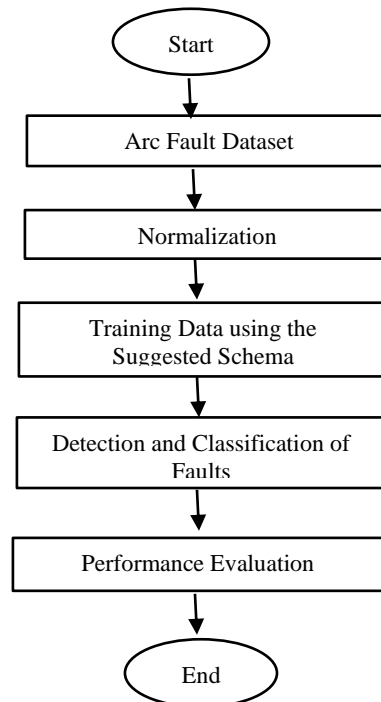 Start
Arc Fault Dataset
Normalization
Training Data using the
Suggested Schema
Detection and Classification of
Faults
Performance Evaluation
End